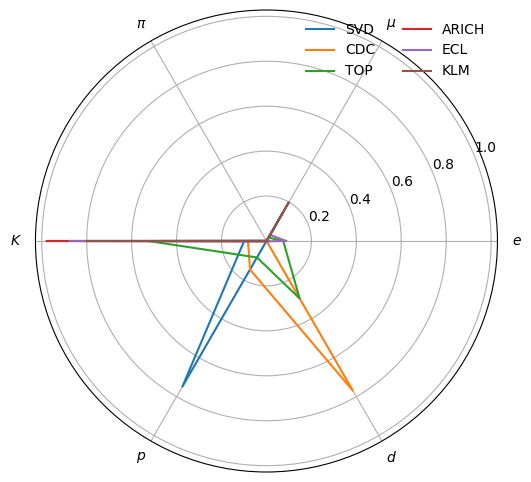 π
μ
SVD ARICH
CDC ECL
TOP KLM
1.0
0.8
0.6
0.4
0.2
K
e
p
d